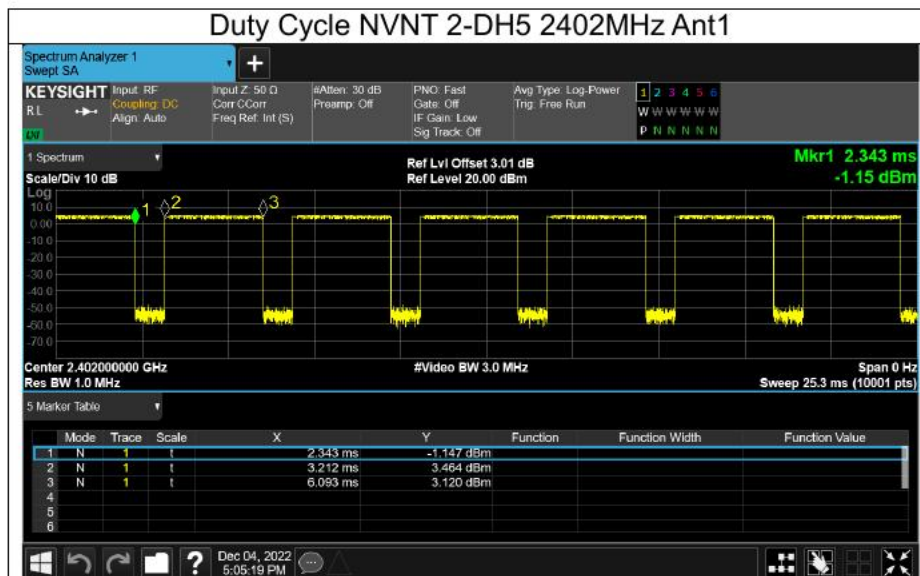 Duty Cycle NVNT 2-DH5 2402MHz Ant1
Spectrum Analyzer 1
Swept SA
+
KEYSIGHT Input: RF Input Z: 50 Ω #Atten: 30 dB PNO: Fast Avg Type: Log-Power 1 2 3 4 5 6
R L Coupling: DC Corr CCorr Preamp: Off Gate: Off Trig: Free Run W W W W W W
Align: Auto Freq Ref: Int (S) IF Gain: Low
Sig Track: Off P N N N N N
1 Spectrum
Ref Lvl Offset 3.01 dB Mkr1 2.343 ms
Scale/Div 10 dB Ref Level 20.00 dBm -1.15 dBm
Log
10.0
0.00
-10.0
-20.0
-30.0
-40.0
-50.0
-60.0
-70.0
1
2
3
Center 2.402000000 GHz #Video BW 3.0 MHz Span 0 Hz
Res BW 1.0 MHz Sweep 25.3 ms (10001 pts)
5 Marker Table
Mode Trace Scale X Y Function Function Width Function Value
1 N 1 t 2.343 ms -1.147 dBm
2 N 1 t 3.212 ms 3.464 dBm
3 N 1 t 6.093 ms 3.120 dBm
4
5
6
? Dec 04, 2022
5:05:19 PM